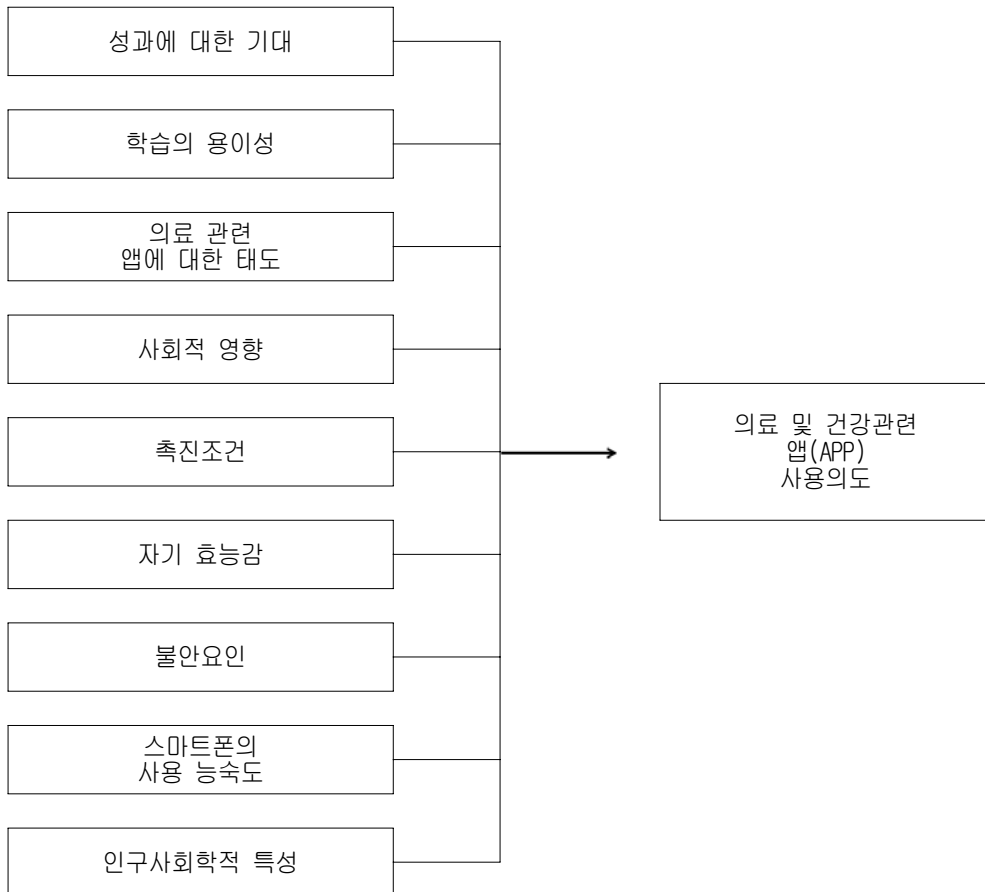 성과에 대한 기대
학습의 용이성
의료 관련
앱에 대한 태도
사회적 영향
촉진조건
자기 효능감
불안요인
스마트폰의
사용 능숙도
인구사회학적 특성
의료 및 건강관련
앱(APP)
사용의도